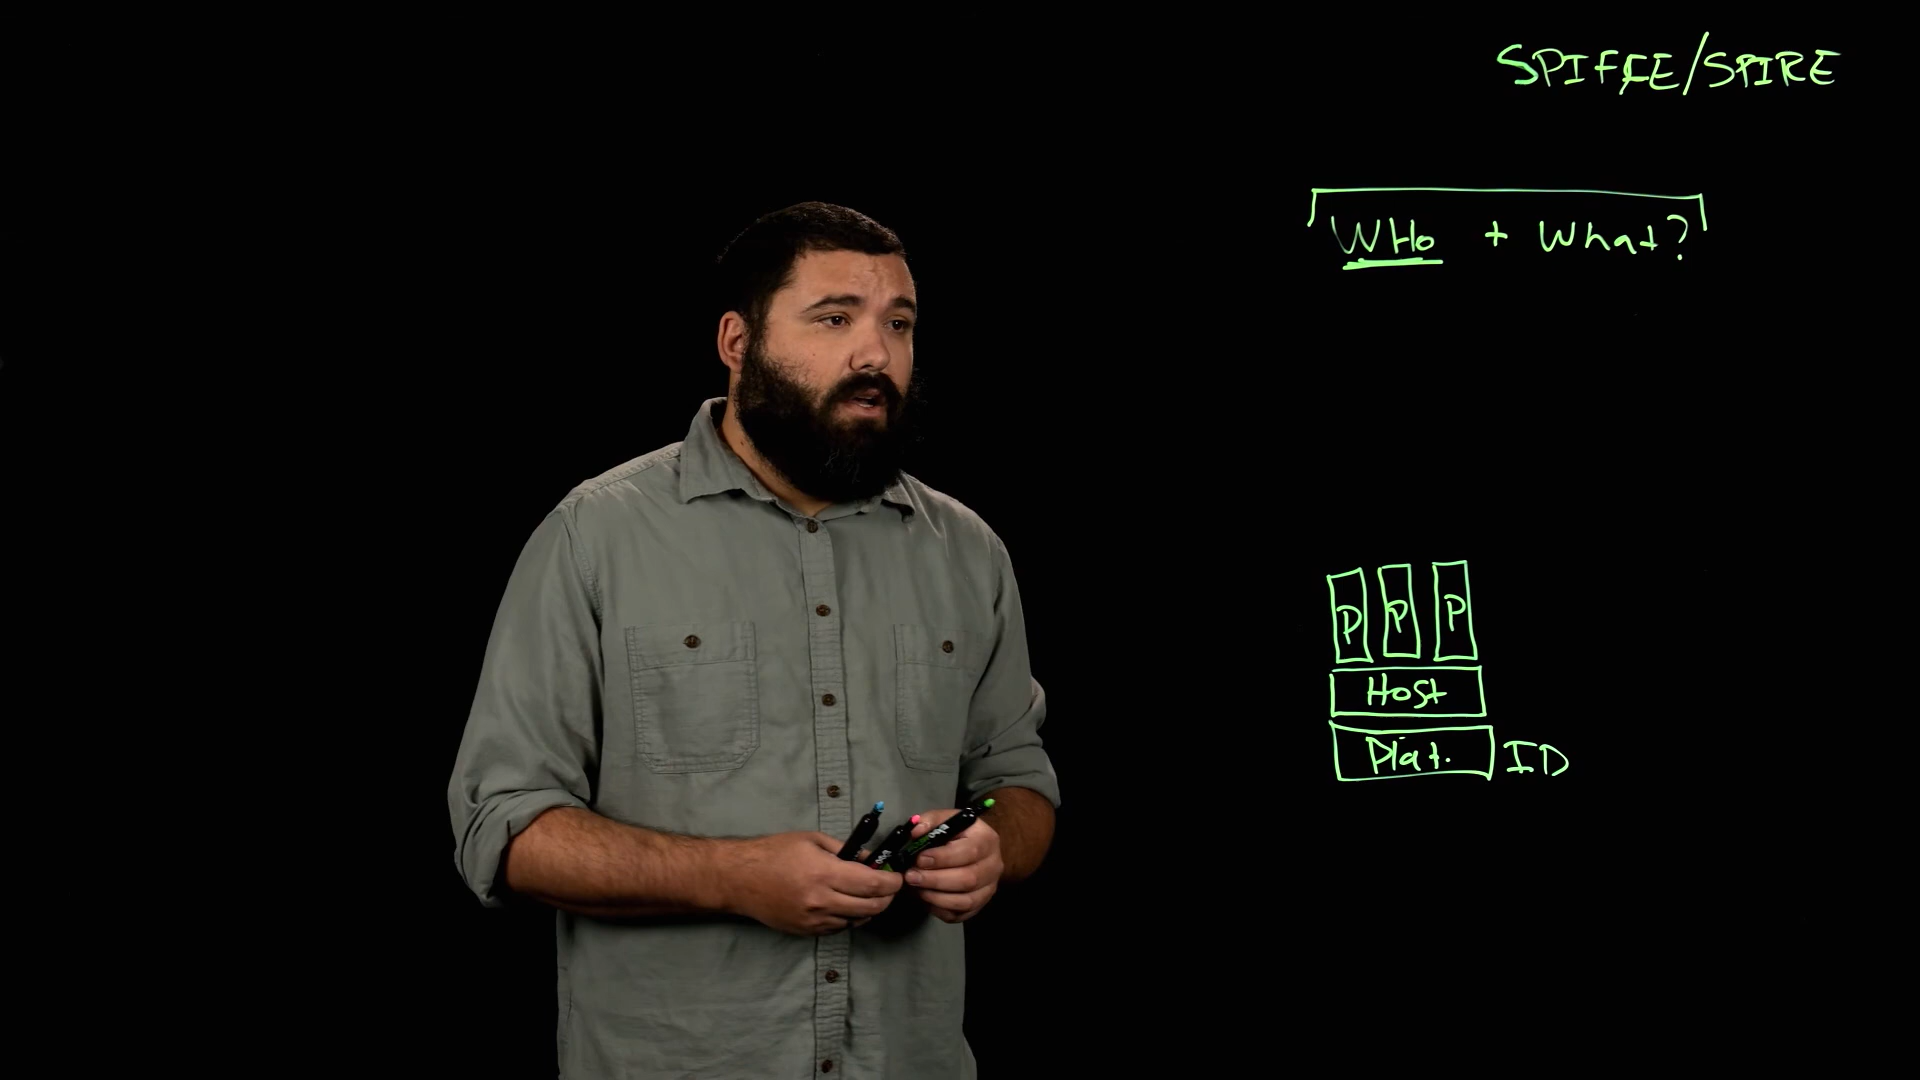 SPIFFE/SPIRE
WHo + What?
P P P
Host
Plat. ID